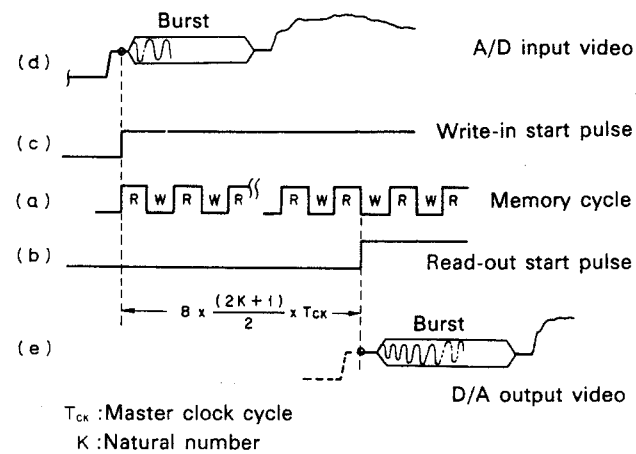 Burst
(d) A/D input video
(c) Write-in start pulse
(a) R W R W R R W R W R W R Memory cycle
(b) Read-out start pulse
8 x (2K+1)/2 x TCK
(e) Burst
D/A output video
TCK :Master clock cycle
K :Natural number